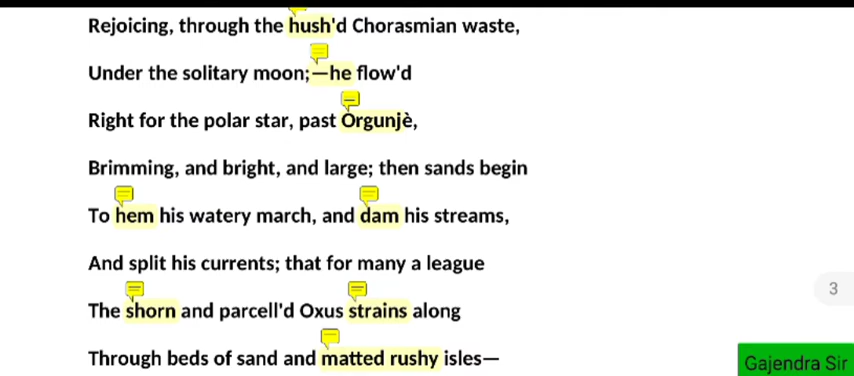 Rejoicing, through the hush'd Chorasmian waste,
Under the solitary moon;—he flow'd
Right for the polar star, past Orgunjè,
Brimming, and bright, and large; then sands begin
To hem his watery march, and dam his streams,
And split his currents; that for many a league
The shorn and parcell'd Oxus strains along
Through beds of sand and matted rushy isles—
3
Gajendra Sir